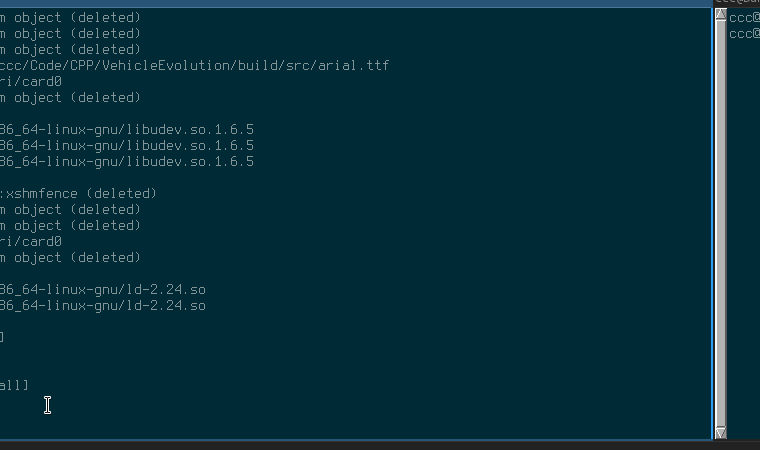 m object (deleted)
m object (deleted)
m object (deleted)
ccc/Code/CPP/VehicleEvolution/build/src/arial.ttf
ri/card0
m object (deleted)
86_64-linux-gnu/libudev.so.1.6.5
86_64-linux-gnu/libudev.so.1.6.5
86_64-linux-gnu/libudev.so.1.6.5
:xshmfence (deleted)
m object (deleted)
m object (deleted)
ri/card0
m object (deleted)
86_64-linux-gnu/ld-2.24.so
86_64-linux-gnu/ld-2.24.so
]
all]
ccc@
ccc@